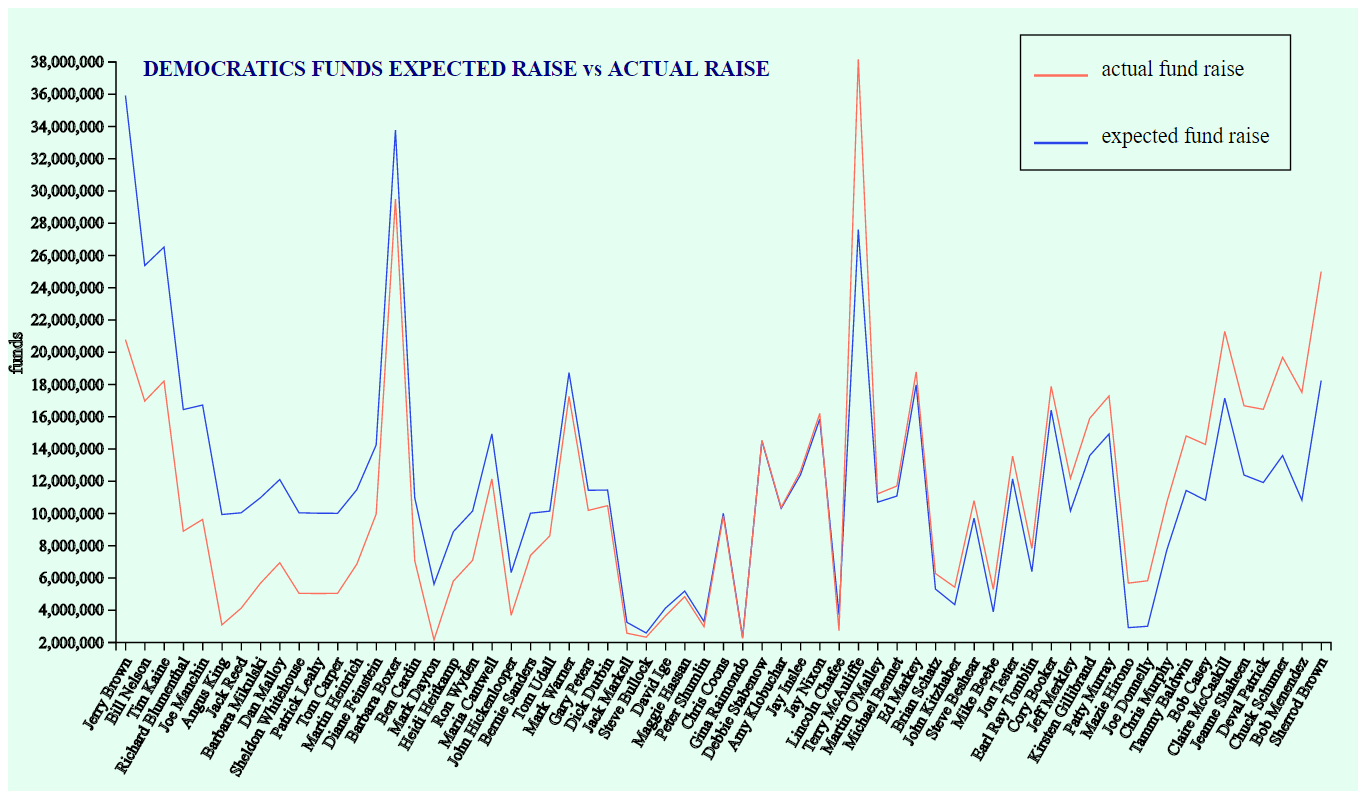 DEMOCRATICS FUNDS EXPECTED RAISE vs ACTUAL RAISE
actual fund raise
expected fund raise
funds
38,000,000
36,000,000
34,000,000
32,000,000
30,000,000
28,000,000
26,000,000
24,000,000
22,000,000
20,000,000
18,000,000
16,000,000
14,000,000
12,000,000
10,000,000
8,000,000
6,000,000
4,000,000
2,000,000
Jerry Brown
Bill Nelson
Tim Kaine
Richard Blumenthal
Joe Manchin
Angus King
Jack Reed
Barbara Mikulski
Dan Malloy
Sheldon Whitehouse
Patrick Leahy
Tom Carper
Martin Heinrich
Diane Feinstein
Barbara Boxer
Ben Cardin
Mark Dayton
Heidi Heitkamp
Ron Wyden
Maria Cantwell
John Hickenlooper
Bernie Sanders
Tom Udall
Mark Warner
Gary Peters
Dick Durbin
Jack Markell
Steve Bullock
David Ige
Maggie Hassan
Peter Shumlin
Chris Coons
Gina Raimondo
Debbie Stabenow
Amy Klobuchar
Jay Inslee
Jay Nixon
Lincoln Chafee
Terry McAuliffe
Martin O'Malley
Michael Bennet
Ed Markey
Brian Schatz
John Kitzhaber
Steve Beshear
Mike Beebe
Jon Tester
Earl Ray Tomblin
Cory Booker
Jeff Merkley
Kirsten Gillibrand
Patty Murray
Mazie Hirono
Joe Donnelly
Chris Murphy
Tammy Baldwin
Bob Casey
Claire McCaskill
Jeanne Shaheen
Deval Patrick
Chuck Schumer
Bob Menendez
Sherrod Brown